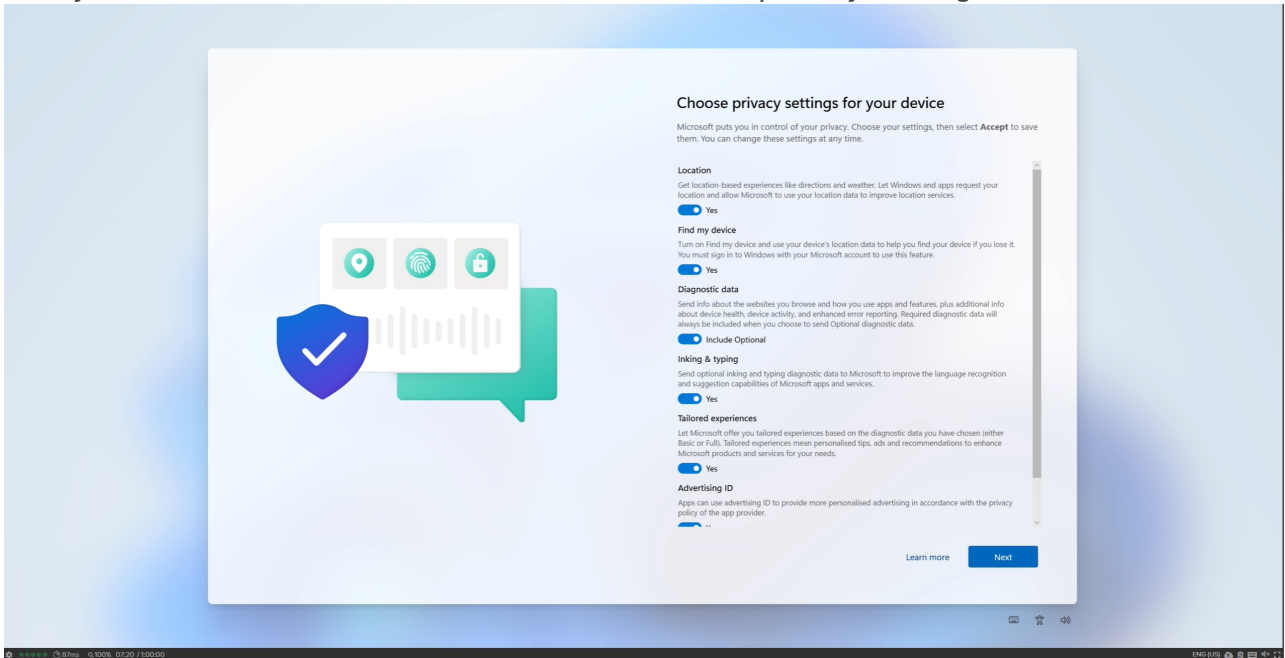 Choose privacy settings for your device
Microsoft puts you in control of your privacy. Choose your settings, then select Accept to save
them. You can change these settings at any time.
Location
Get location-based experiences like directions and weather. Let Windows and apps request your
location and allow Microsoft to use your location data to improve location services.
Yes
Find my device
Turn on Find my device and use your device's location data to help you find your device if you lose it.
You must sign in to Windows with your Microsoft account to use this feature.
Yes
Diagnostic data
Send info about the websites you browse and how you use apps and features, plus additional info
about device health, device activity, and enhanced error reporting. Required diagnostic data will
always be included when you choose to send Optional diagnostic data.
Include Optional
Inking & typing
Send optional inking and typing diagnostic data to Microsoft to improve the language recognition
and suggestion capabilities of Microsoft apps and services.
Yes
Tailored experiences
Let Microsoft offer you tailored experiences based on the diagnostic data you have chosen (either
Basic or Full). Tailored experiences mean personalised tips, ads and recommendations to enhance
Microsoft products and services for your needs.
Yes
Advertising ID
Apps can use advertising ID to provide more personalised advertising in accordance with the privacy
policy of the app provider.
Learn more
Next
87ms 100% 07:20 / 1:00:00
ENG (US)